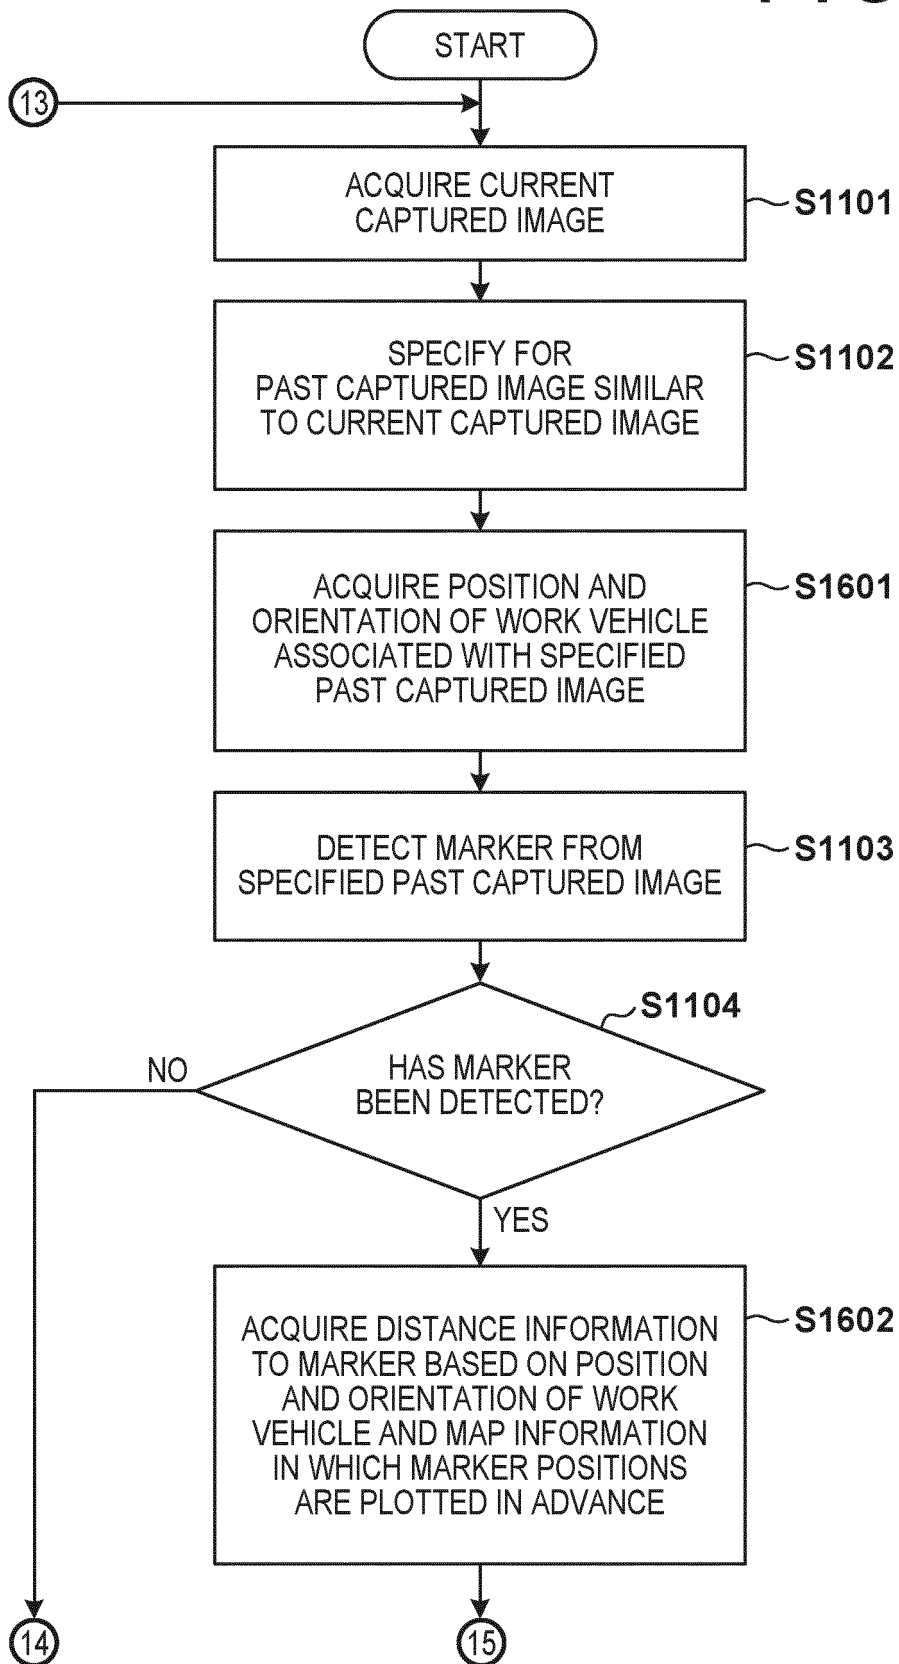 START
13
ACQUIRE CURRENT
CAPTURED IMAGE
S1101
SPECIFY FOR
PAST CAPTURED IMAGE SIMILAR
TO CURRENT CAPTURED IMAGE
S1102
ACQUIRE POSITION AND
ORIENTATION OF WORK VEHICLE
ASSOCIATED WITH SPECIFIED
PAST CAPTURED IMAGE
S1601
DETECT MARKER FROM
SPECIFIED PAST CAPTURED IMAGE
S1103
S1104
HAS MARKER
BEEN DETECTED?
NO
YES
ACQUIRE DISTANCE INFORMATION
TO MARKER BASED ON POSITION
AND ORIENTATION OF WORK
VEHICLE AND MAP INFORMATION
IN WHICH MARKER POSITIONS
ARE PLOTTED IN ADVANCE
S1602
14
15